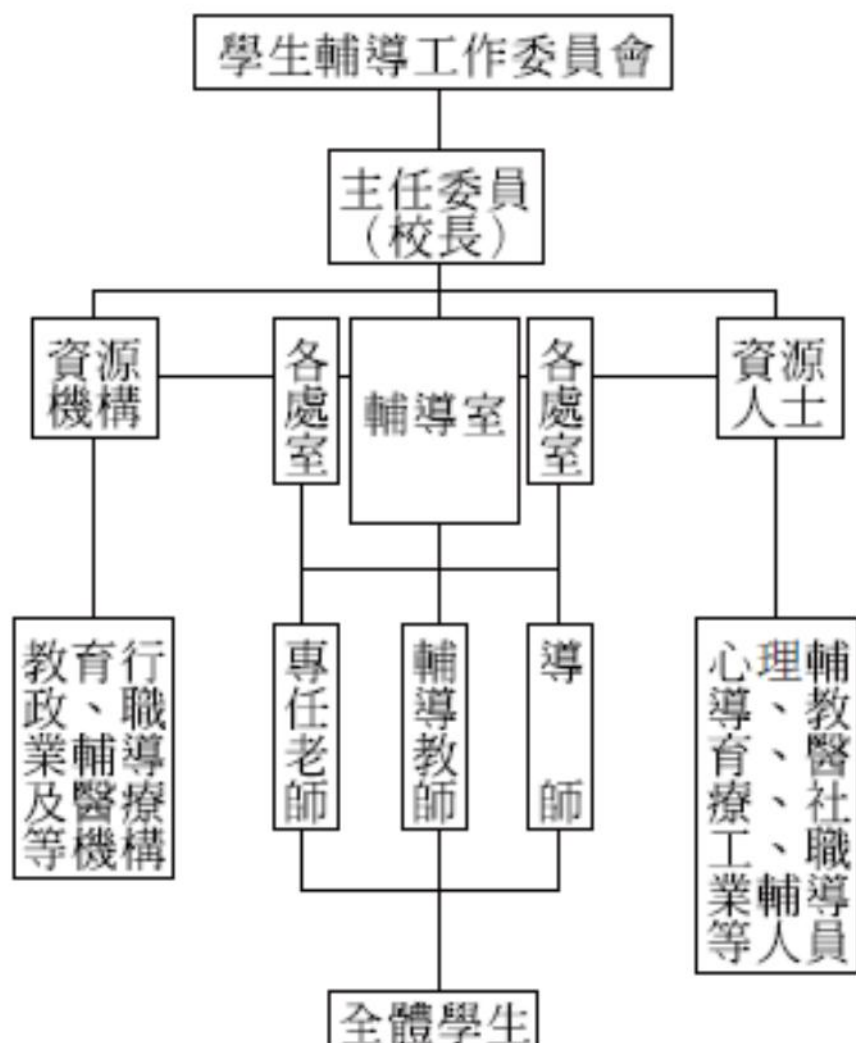 學生輔導工作委員會
主任委員
（校長）
資源
機構
各處室
輔導室
各處室
資源
人士
教育行
政、職
業輔導
及醫療
等機構
專任老師
輔導教師
導師
心理輔
導、教
育、醫
療、社
工、職
業輔導
等人員
全體學生